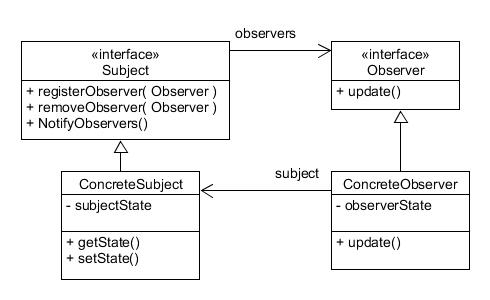 observers
«interface»
Subject
+ registerObserver( Observer )
+ removeObserver( Observer )
+ NotifyObservers()
«interface»
Observer
+ update()
subject
ConcreteSubject
- subjectState
+ getState()
+ setState()
ConcreteObserver
- observerState
+ update()